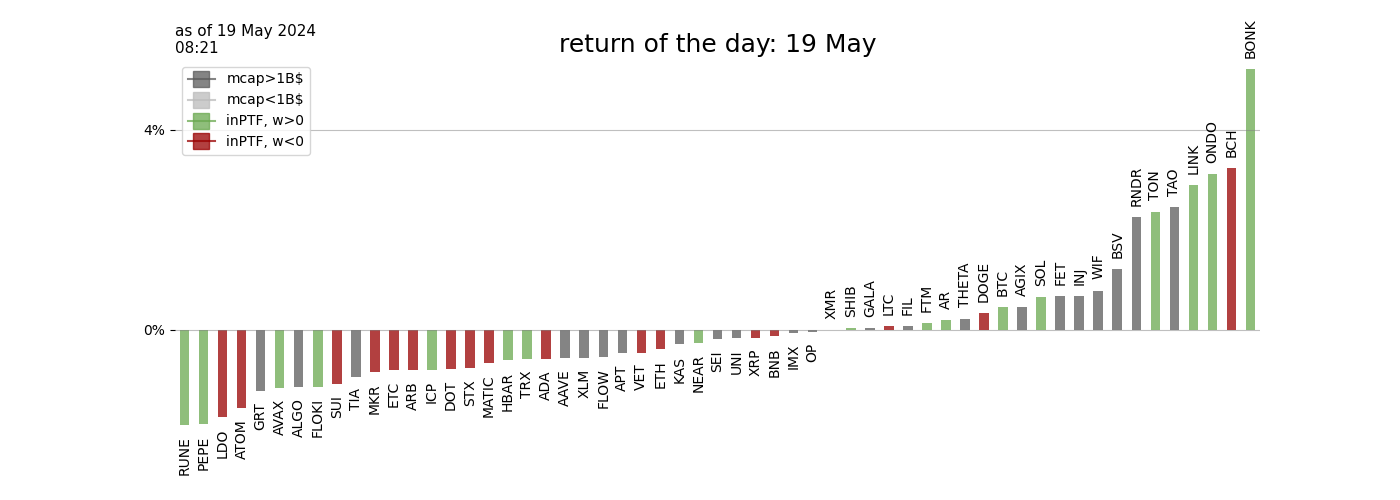 as of 19 May 2024
08:21
return of the day: 19 May
mcap>1B$
mcap<1B$
inPTF, w>0
inPTF, w<0
4%
0%
RUNE
PEPE
LDO
ATOM
GRT
AVAX
ALGO
FLOKI
SUI
TIA
MKR
ETC
ARB
ICP
DOT
STX
MATIC
HBAR
TRX
ADA
AAVE
XLM
FLOW
APT
VET
ETH
KAS
NEAR
SEI
UNI
XRP
BNB
IMX
OP
XMR
SHIB
GALA
LTC
FIL
FTM
AR
THETA
DOGE
BTC
AGIX
SOL
FET
INJ
WIF
BSV
RNDR
TON
TAO
LINK
ONDO
BCH
BONK